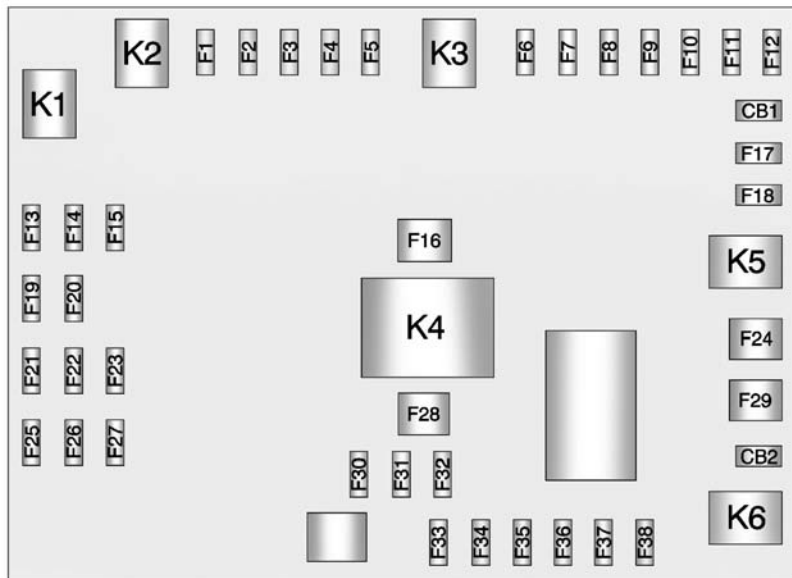 K2 F1 F2 F3 F4 F5 K3 F6 F7 F8 F9 F10 F11 F12
K1
CB1
F17
F18
F13 F14 F15
F16
K5
F19 F20
K4
F24
F21 F22 F23
F29
F28
F25 F26 F27
CB2
F30 F31 F32
K6
F33 F34 F35 F36 F37 F38